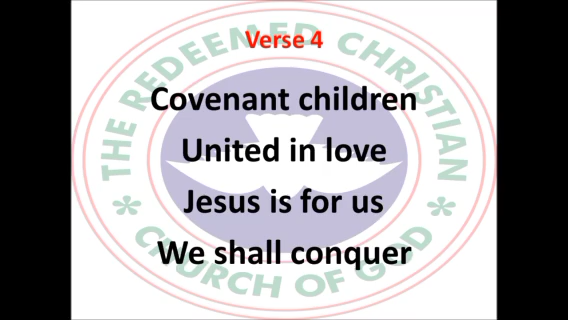 Verse 4
THE REDEEMED CHRISTIAN
Covenant children
United in love
Jesus is for us
We shall conquer
CHURCH OF GOD